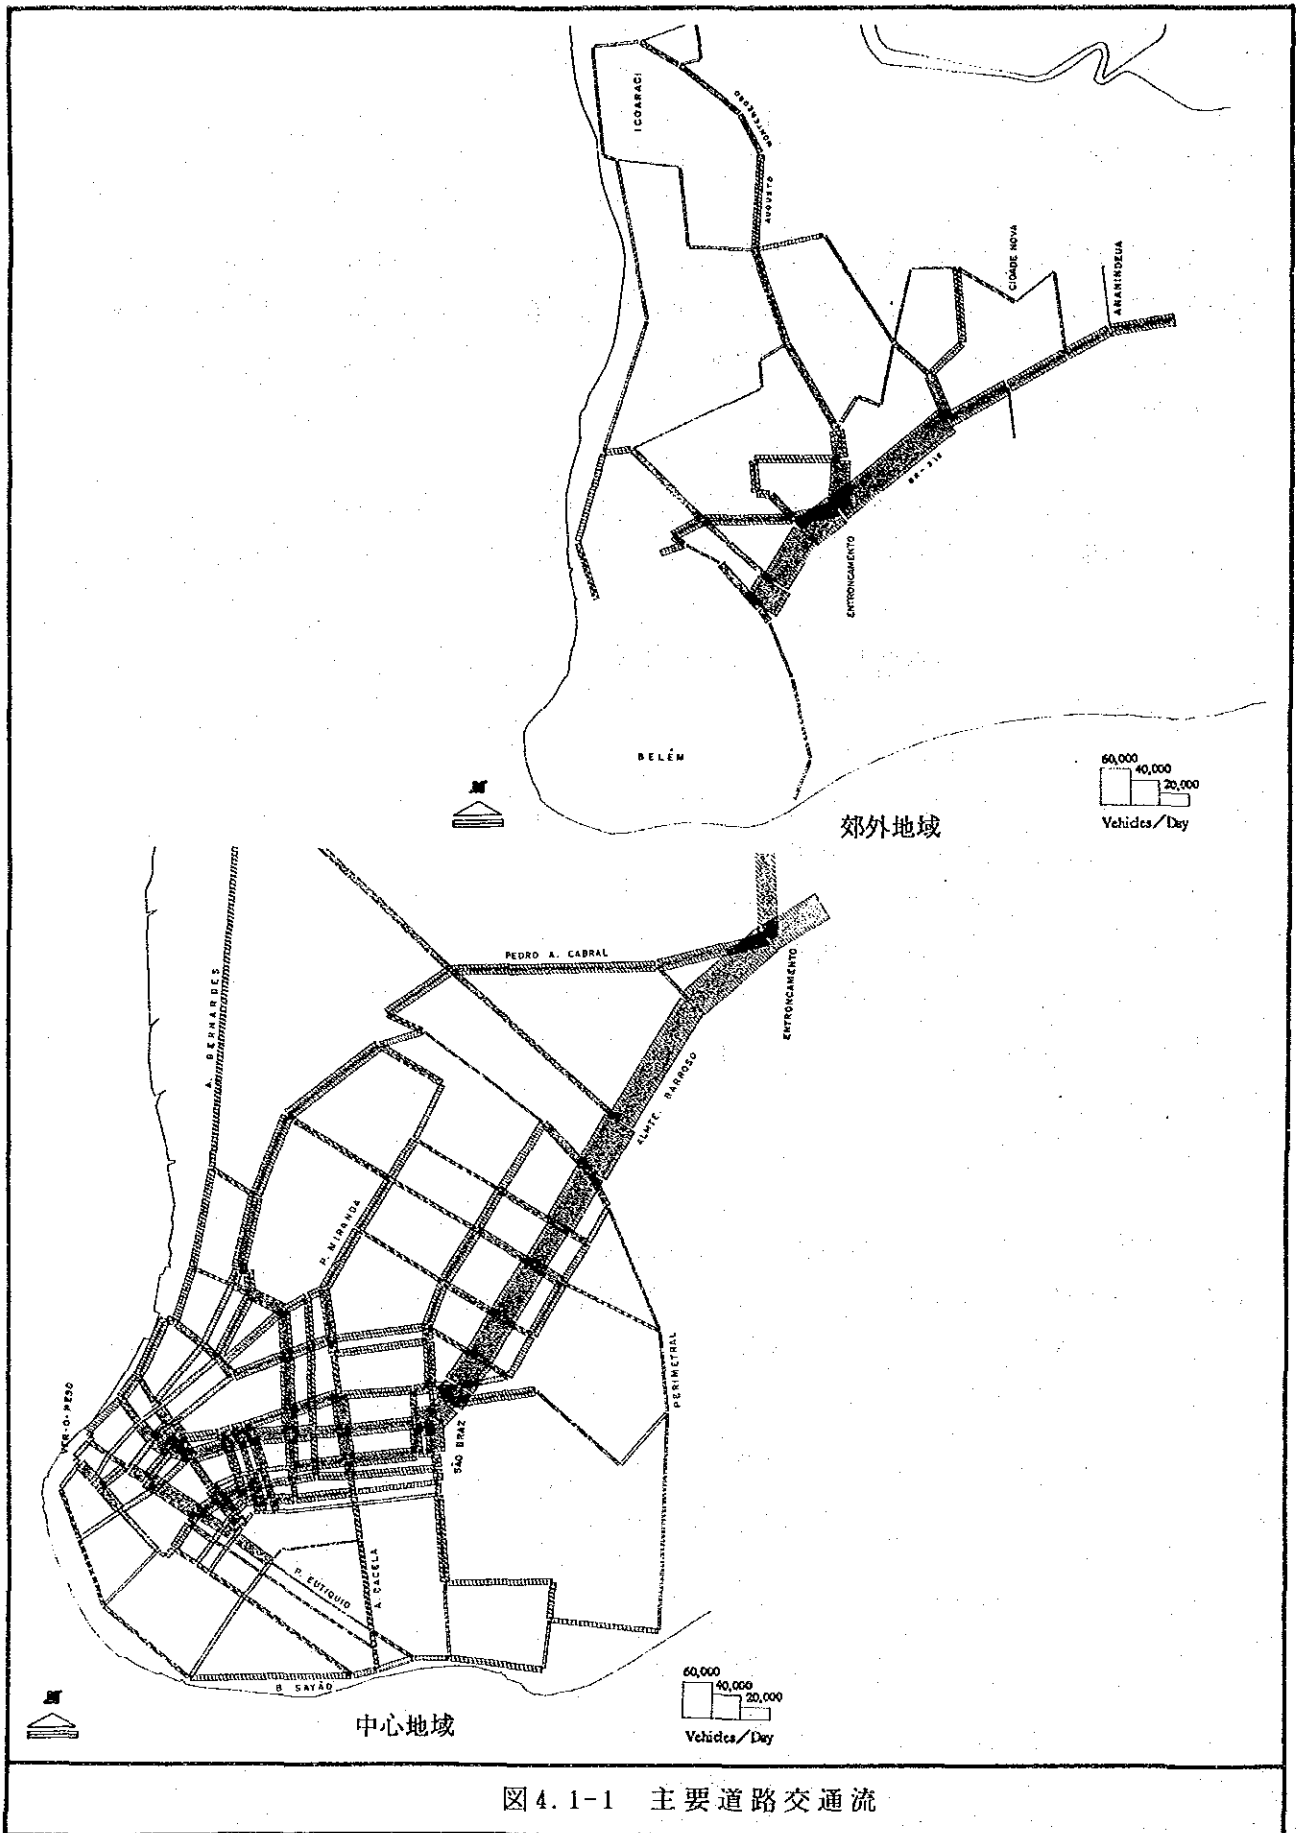 ICOARACI
MONTENEGRO
AUGUSTO
CIDADE NOVA
ANANINDEUA
BR-316
ENTRONCAMENTO
BELÉM
N
60,000
40,000
20,000
Vehicles/Day
郊外地域
A. BERNARDES
PEDRO A. CABRAL
ENTRONCAMENTO
ALMTE. BARROSO
P. MIRANDA
PERIMETRAL
VER-O-PESO
SÃO BRAZ
P. EUTIQUIO
A. CACELA
B. SAYÃO
N
60,000
40,000
20,000
Vehicles/Day
中心地域
図4.1-1 主要道路交通流